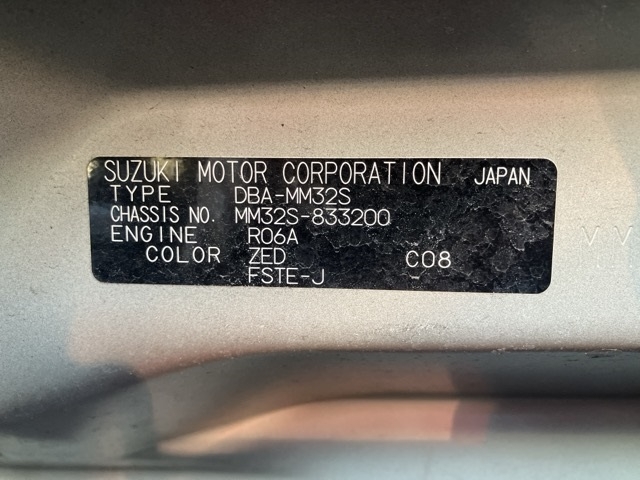 SUZUKI MOTOR CORPORATION JAPAN
TYPE DBA-MM32S
CHASSIS NO. MM32S-833200
ENGINE R06A
COLOR ZED C08
FSTE-J -